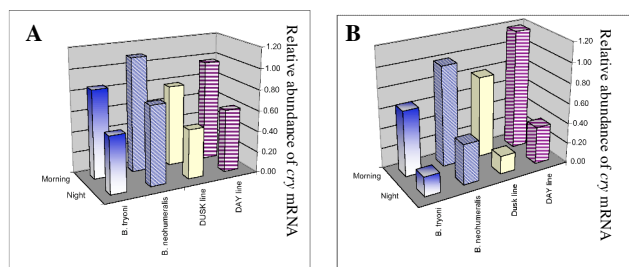 A
1.20
1.00
0.80
0.60
0.40
0.20
0.00
Relative abundance of cry mRNA
Morning
Night
B. tryoni
B. neohumeralis
DUSK line
DAY line
B
1.20
1.00
0.80
0.60
0.40
0.20
0.00
Relative abundance of cry mRNA
Morning
Night
B. tryoni
B. neohumeralis
Dusk line
DAY line